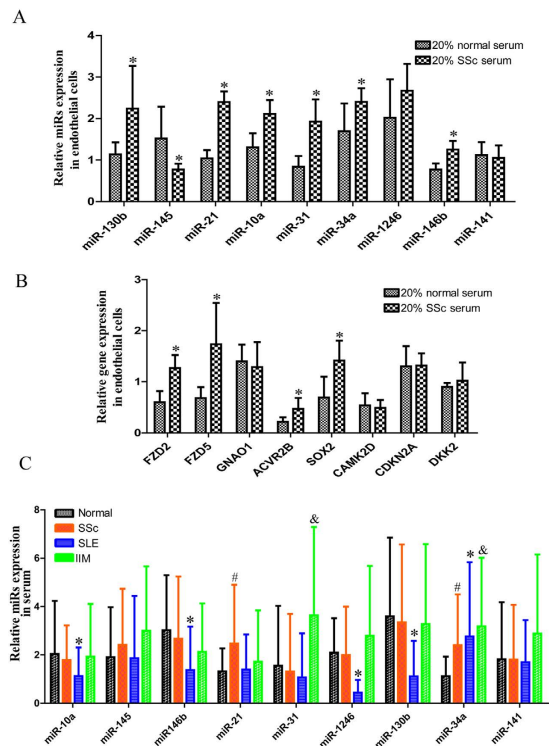 A
Relative miRs expression
in endothelial cells
4
3
2
1
0
20% normal serum
20% SSc serum
*
*
*
*
*
*
*
miR-130b
miR-145
miR-21
miR-10a
miR-31
miR-34a
miR-1246
miR-146b
miR-141
B
Relative gene expression
in endothelial cells
3
2
1
0
20% normal serum
20% SSc serum
*
*
*
*
FZD2
FZD5
GNAO1
ACVR2B
SOX2
CAMK2D
CDKN2A
DKK2
C
Relative miRs expression
in serum
8
6
4
2
0
Normal
SSc
SLE
IIM
*
*
#
&
*
*
#
*
&
miR-10a
miR-145
miR146b
miR-21
miR-31
miR-1246
miR-130b
miR-34a
miR-141